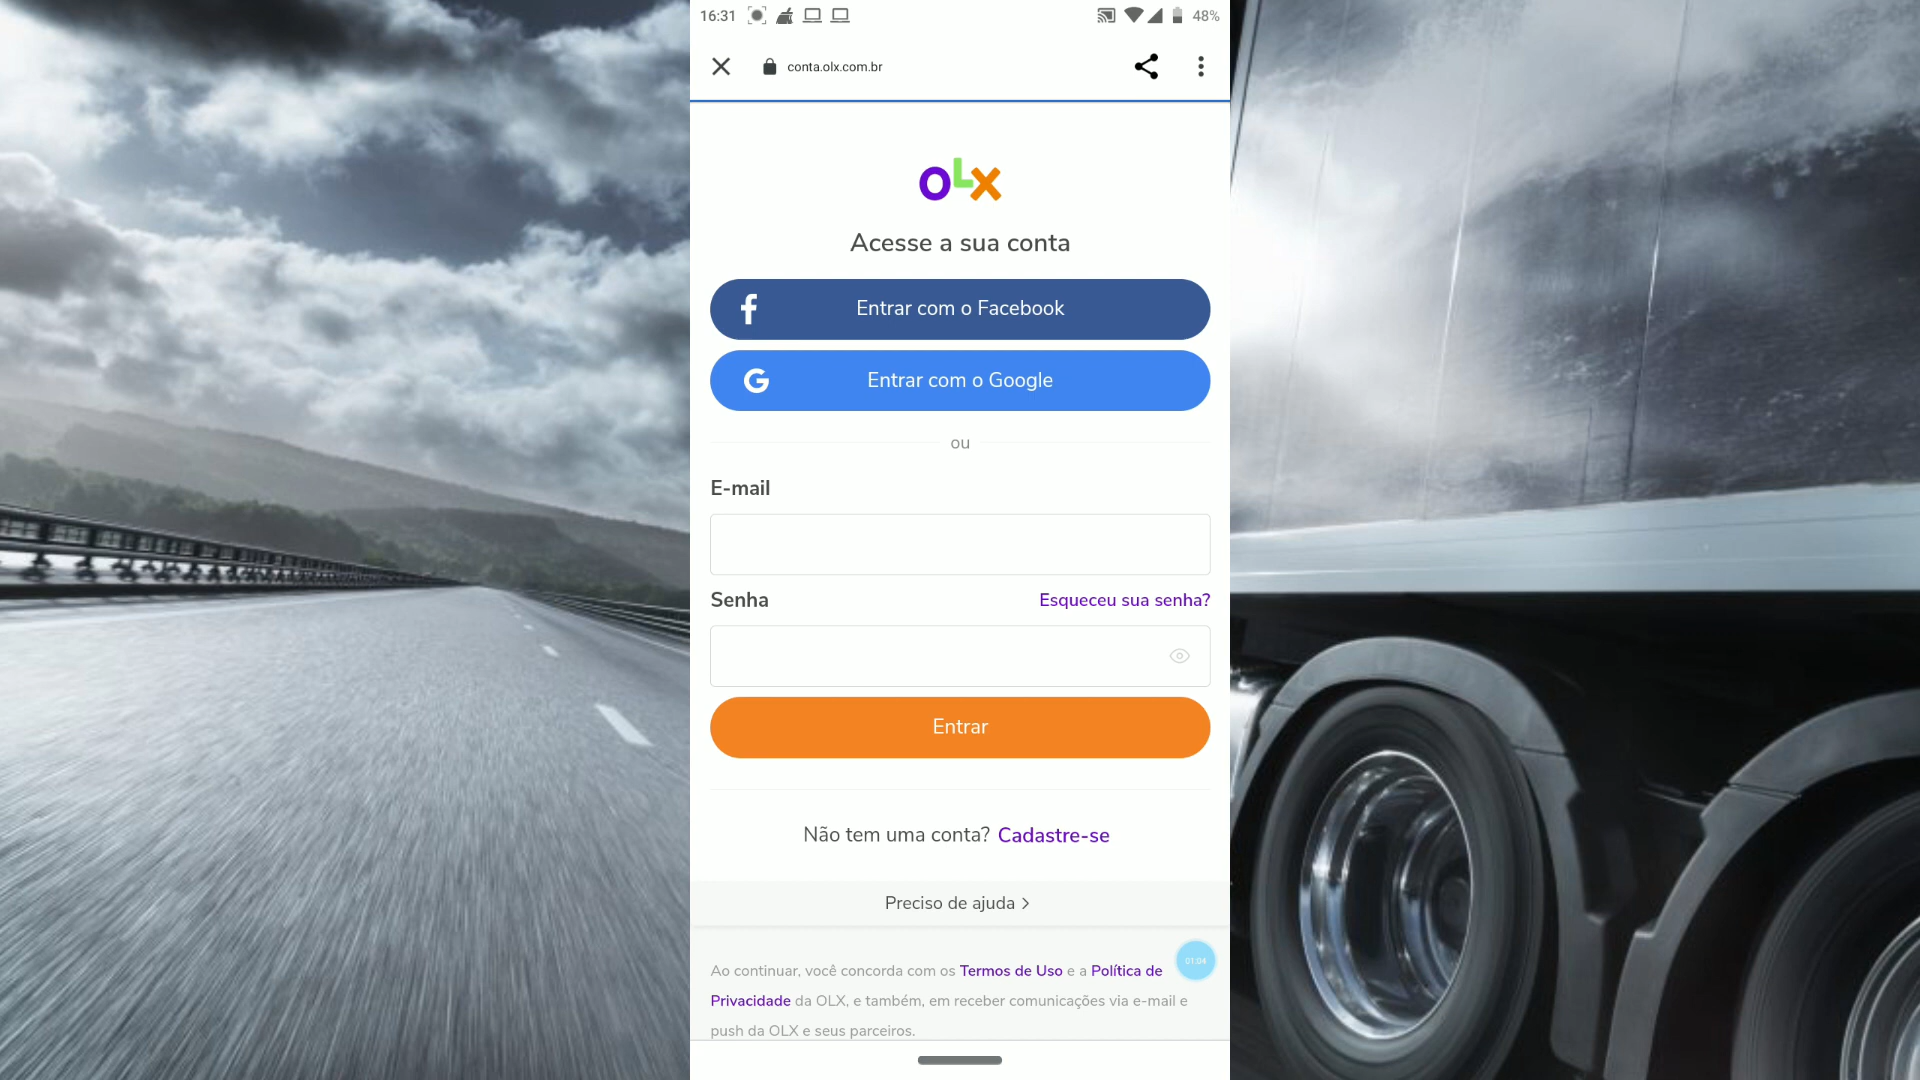 16:31
48%
conta.olx.com.br
OLX
Acesse a sua conta
Entrar com o Facebook
Entrar com o Google
ou
E-mail
Senha
Esqueceu sua senha?
Entrar
Não tem uma conta? Cadastre-se
Preciso de ajuda
01:04
Ao continuar, você concorda com os Termos de Uso e a Política de
Privacidade da OLX, e também, em receber comunicações via e-mail e
push da OLX e seus parceiros.